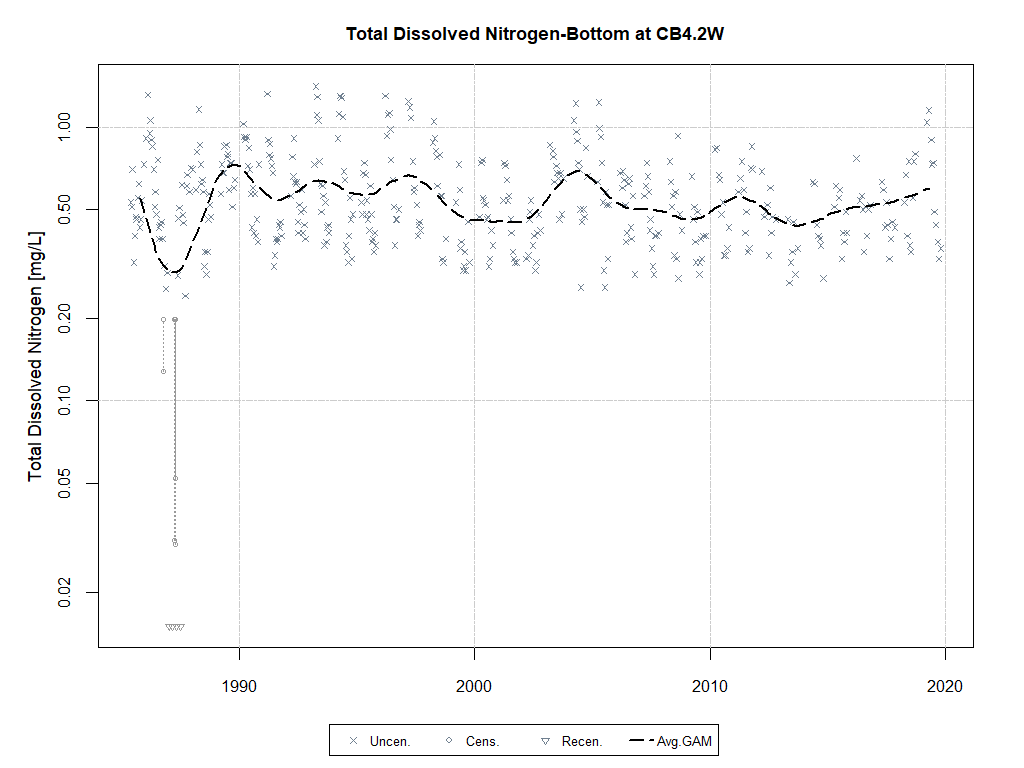 Total Dissolved Nitrogen-Bottom at CB4.2W
Total Dissolved Nitrogen [mg/L]
1.00
0.50
0.20
0.10
0.05
0.02
1990 2000 2010 2020
Uncen. Cens. Recen. Avg.GAM